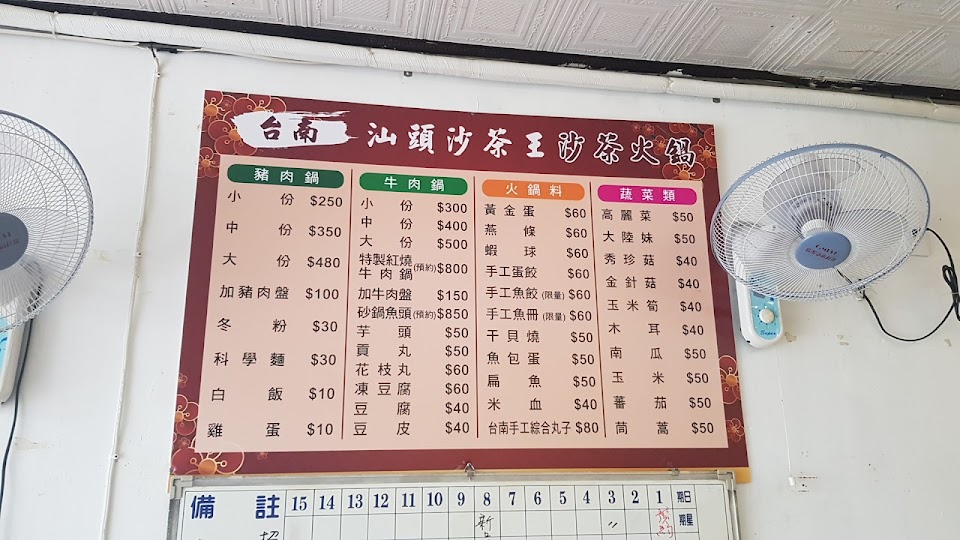 台南 汕頭沙茶王沙茶火鍋
豬肉鍋
小份 $250
中份 $350
大份 $480
加豬肉盤 $100
冬粉 $30
科學麵 $30
白飯 $10
雞蛋 $10
牛肉鍋
小份 $300
中份 $400
大份 $500
特製紅燒
牛肉鍋(預約)$800
加牛肉盤 $150
砂鍋魚頭(預約)$850
芋頭 $50
貢丸 $50
花枝丸 $60
凍豆腐 $60
豆腐 $40
豆皮 $40
火鍋料
黃金蛋 $60
燕條 $60
蝦球 $60
手工蛋餃 $60
手工魚餃(限量)$60
手工魚冊(限量)$60
干貝燒 $50
魚包蛋 $50
扁魚 $50
米血 $40
台南手工綜合丸子 $80
蔬菜類
高麗菜 $50
大陸妹 $50
秀珍菇 $40
金針菇 $40
玉米筍 $40
木耳 $40
南瓜 $50
玉米 $50
蕃茄 $50
茼蒿 $50
備註 15 14 13 12 11 10 9 8 7 6 5 4 3 2 1 期日
期星